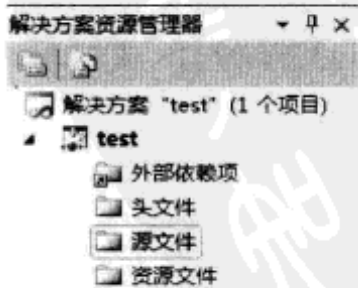 解决方案资源管理器
解决方案 "test" (1 个项目)
test
外部依赖项
头文件
源文件
资源文件